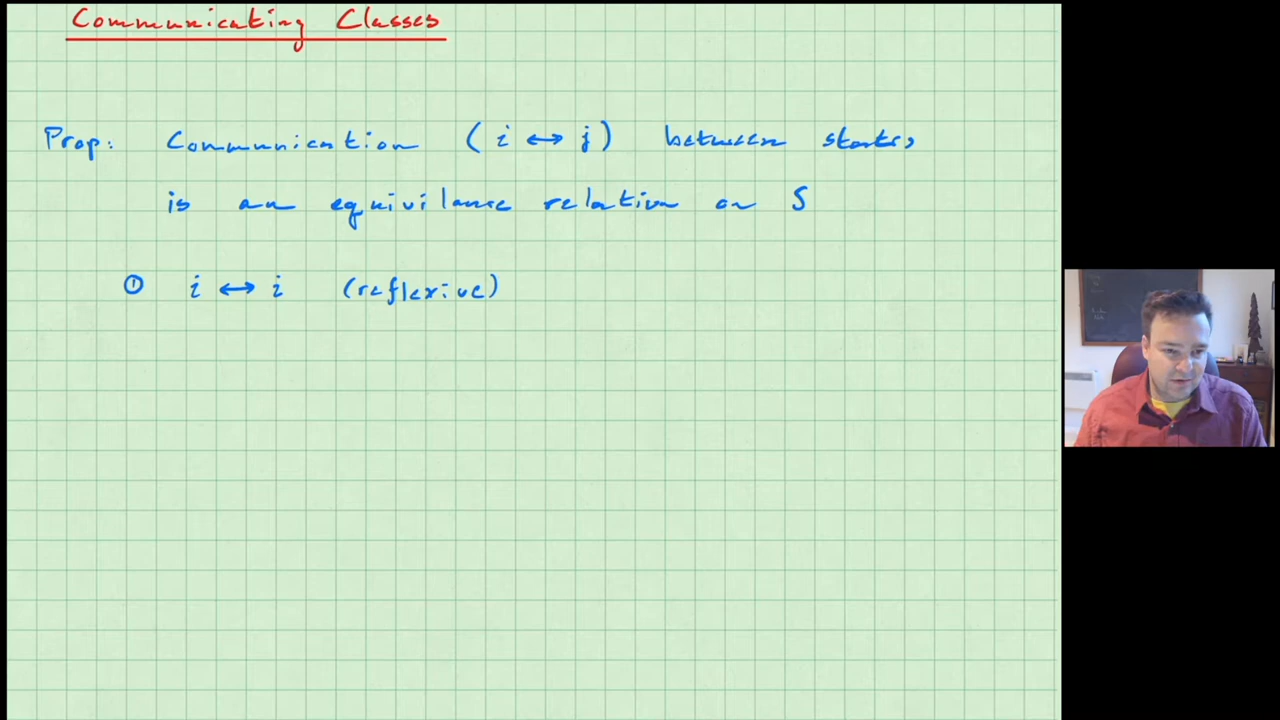 Communicating Classes
Prop: Communication (i ↔ j) between states
is an equivilance relation on S
① i ↔ i (reflexive)